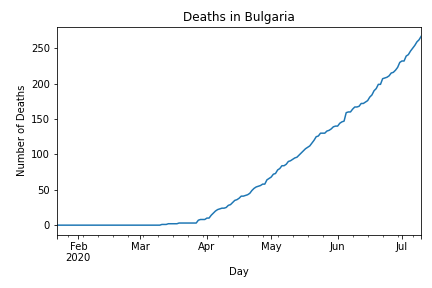 Deaths in Bulgaria
Number of Deaths
250
200
150
100
50
0
Feb
2020
Mar
Apr
May
Jun
Jul
Day